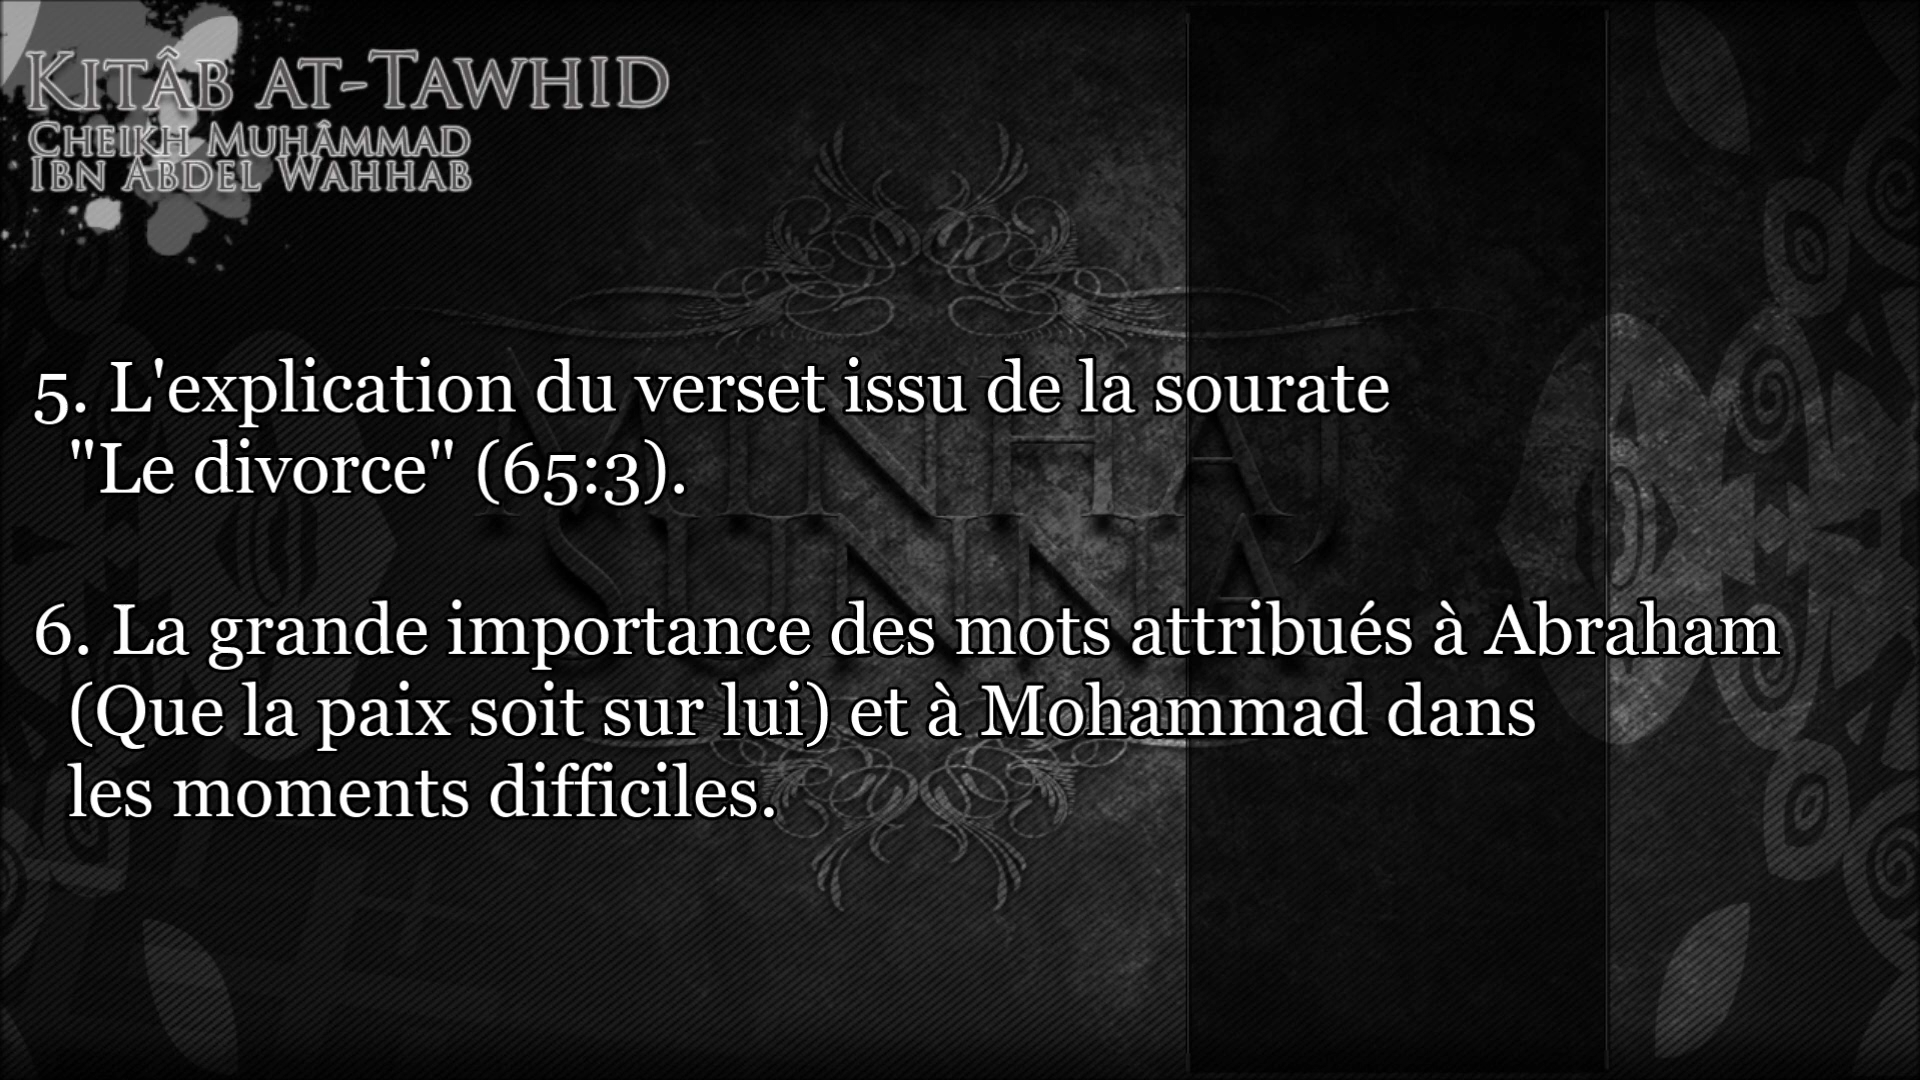 KITÂB AT-TAWHID
CHEIKH MUHÂMMAD
IBN ABDEL WAHHAB
5. L'explication du verset issu de la sourate
"Le divorce" (65:3).
MINHAJ
SUNNA
6. La grande importance des mots attribués à Abraham
(Que la paix soit sur lui) et à Mohammad dans
les moments difficiles.